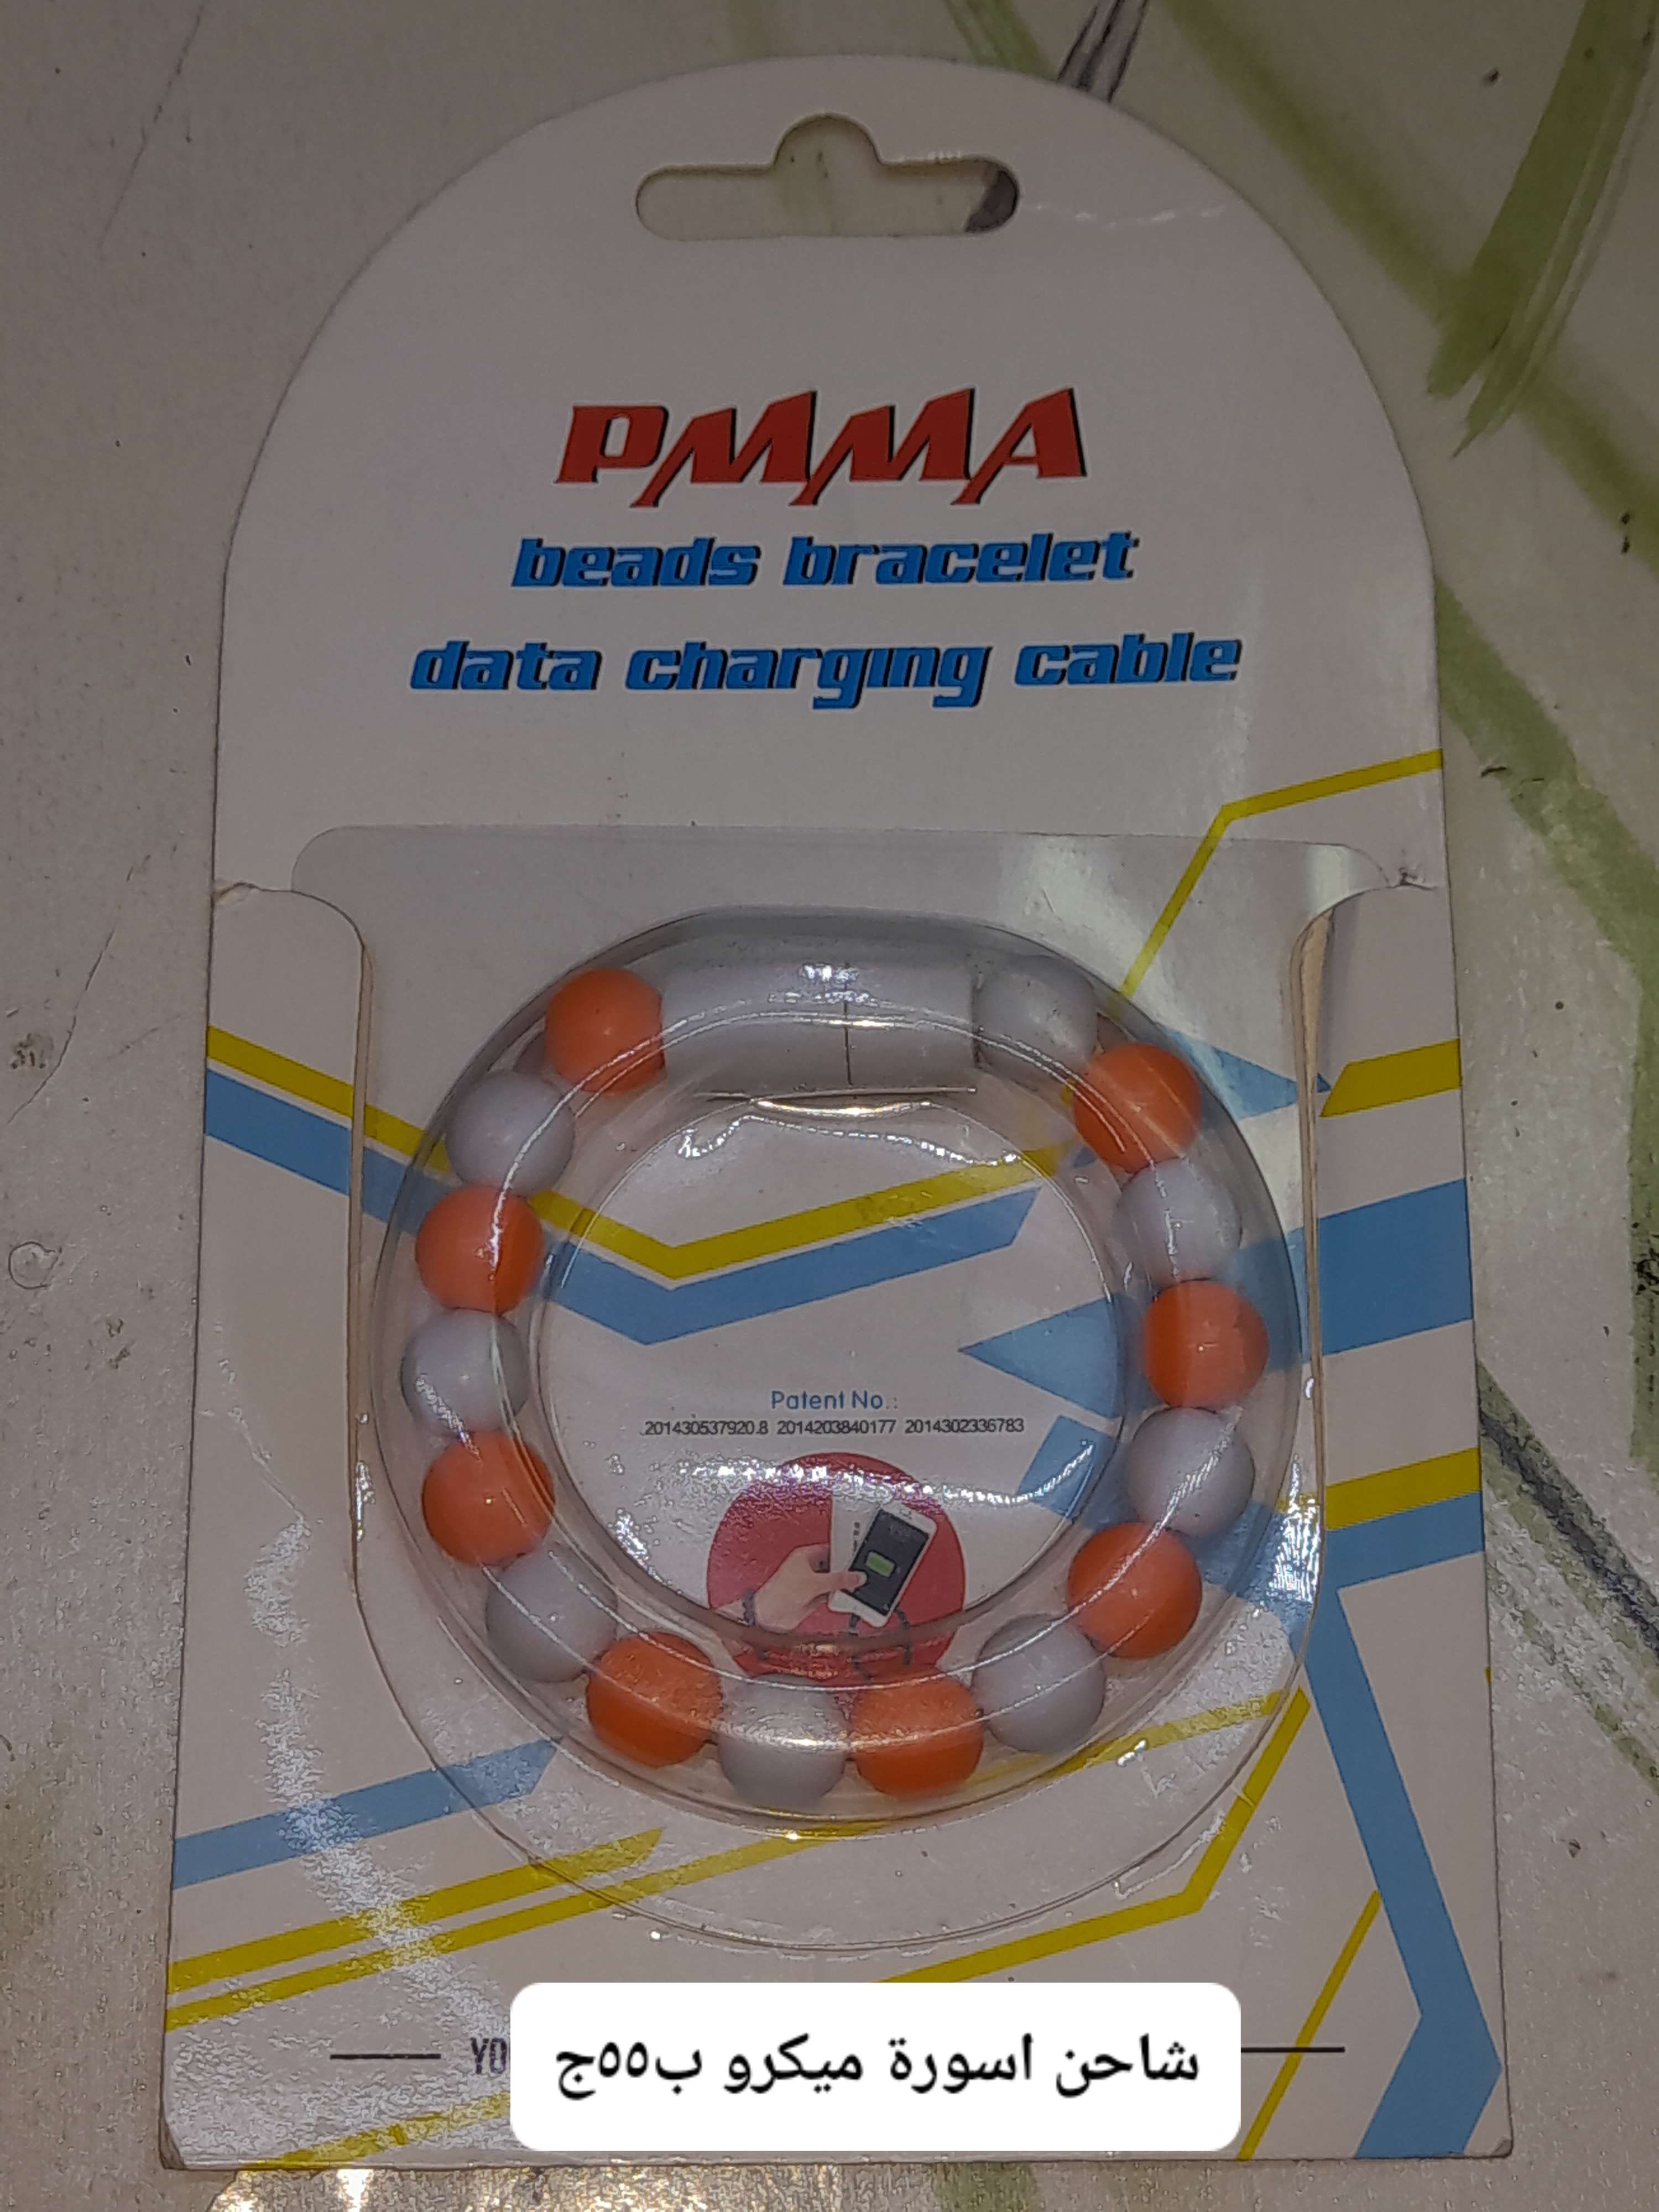 PMMA
beads bracelet
data charging cable
Patent No.:
201430537920.8 2014203840177 2014302336783
شاحن اسورة ميكرو ب٥٥ج